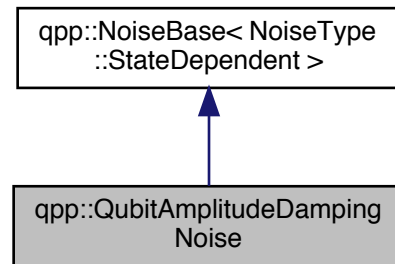 qpp::NoiseBase< NoiseType
::StateDependent >
qpp::QubitAmplitudeDamping
Noise